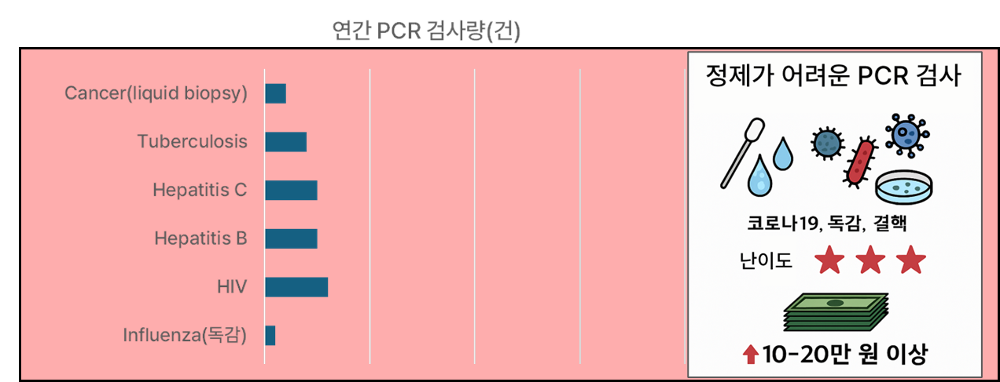 연간 PCR 검사량(건)
Cancer(liquid biopsy)
Tuberculosis
Hepatitis C
Hepatitis B
HIV
Influenza(독감)
정제가 어려운 PCR 검사
코로나19, 독감, 결핵
난이도
10-20만 원 이상